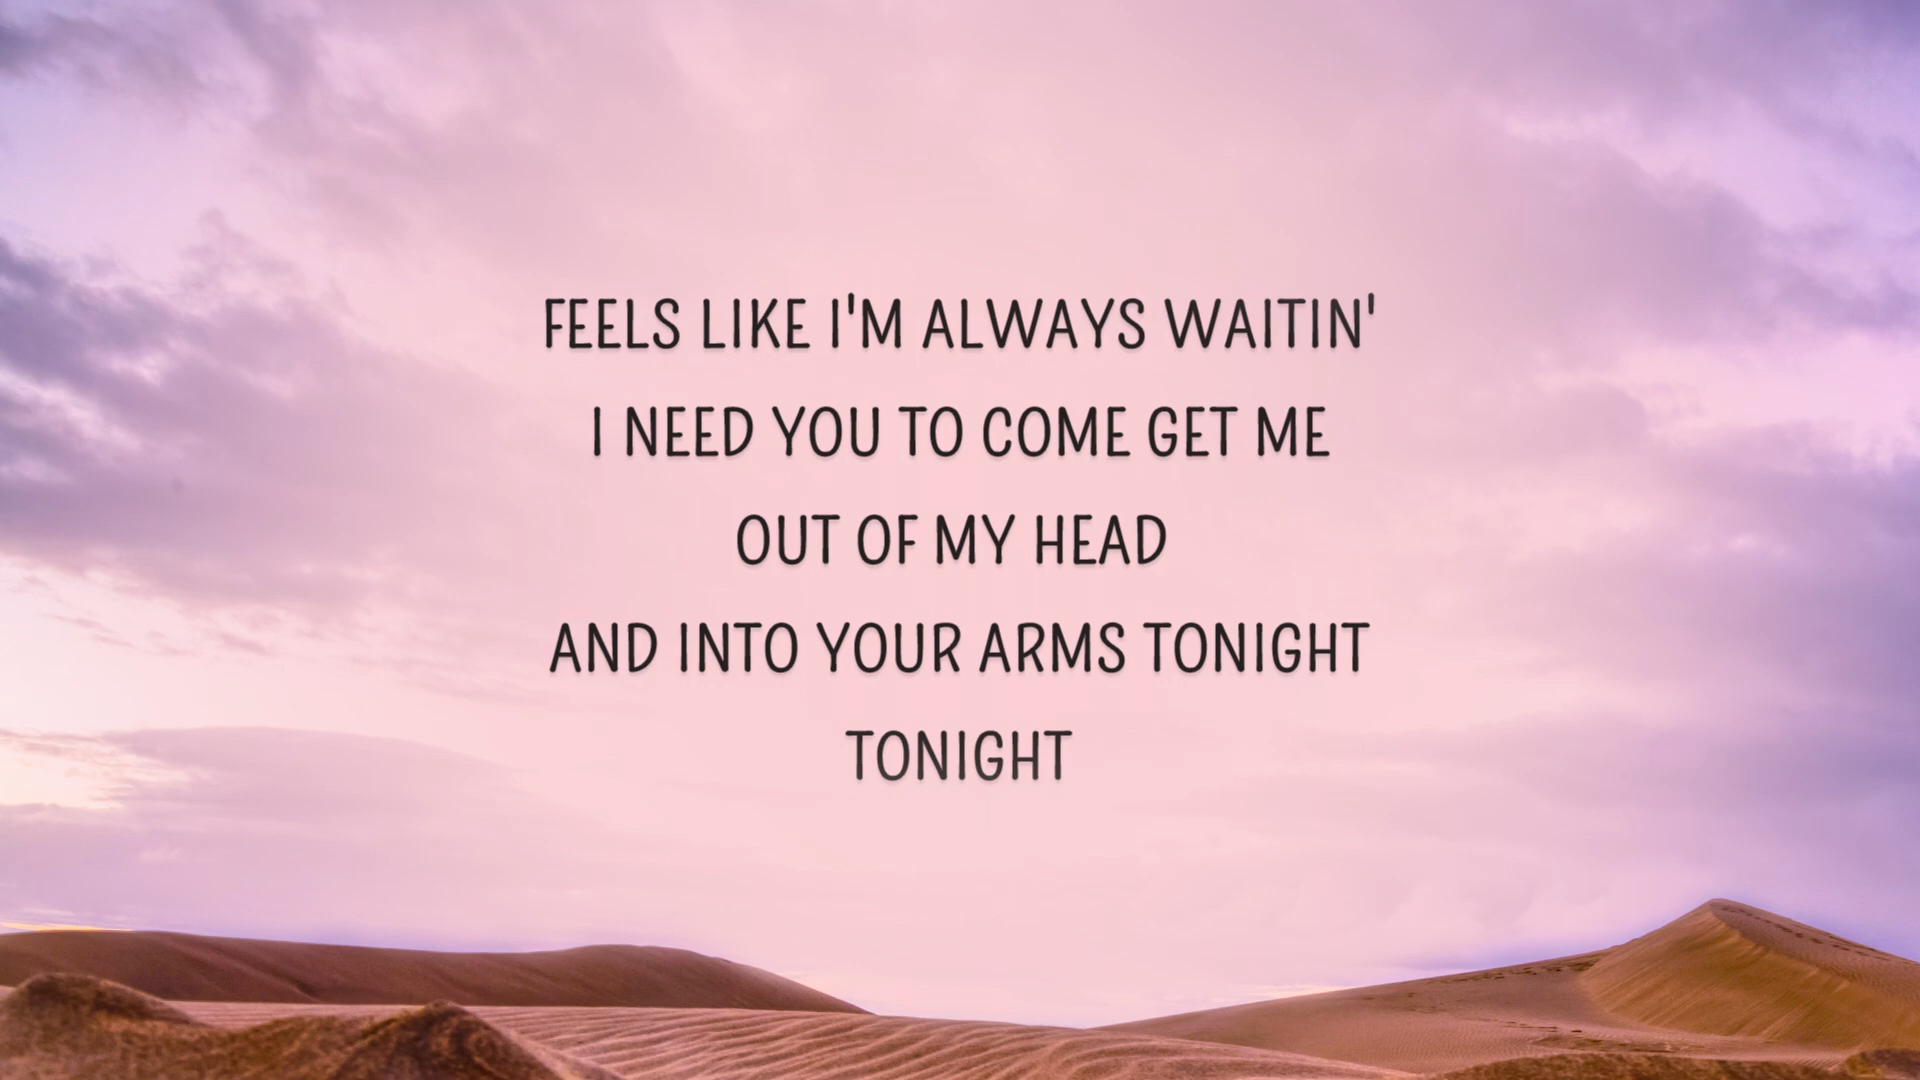 FEELS LIKE I'M ALWAYS WAITIN'
I NEED YOU TO COME GET ME
OUT OF MY HEAD
AND INTO YOUR ARMS TONIGHT
TONIGHT